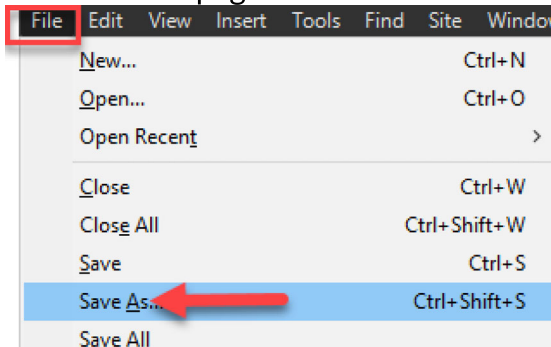 File Edit View Insert Tools Find Site
New... Ctrl+N
Open... Ctrl+O
Open Recent >
Close Ctrl+W
Close All Ctrl+Shift+W
Save Ctrl+S
Save As... Ctrl+Shift+S
Save All